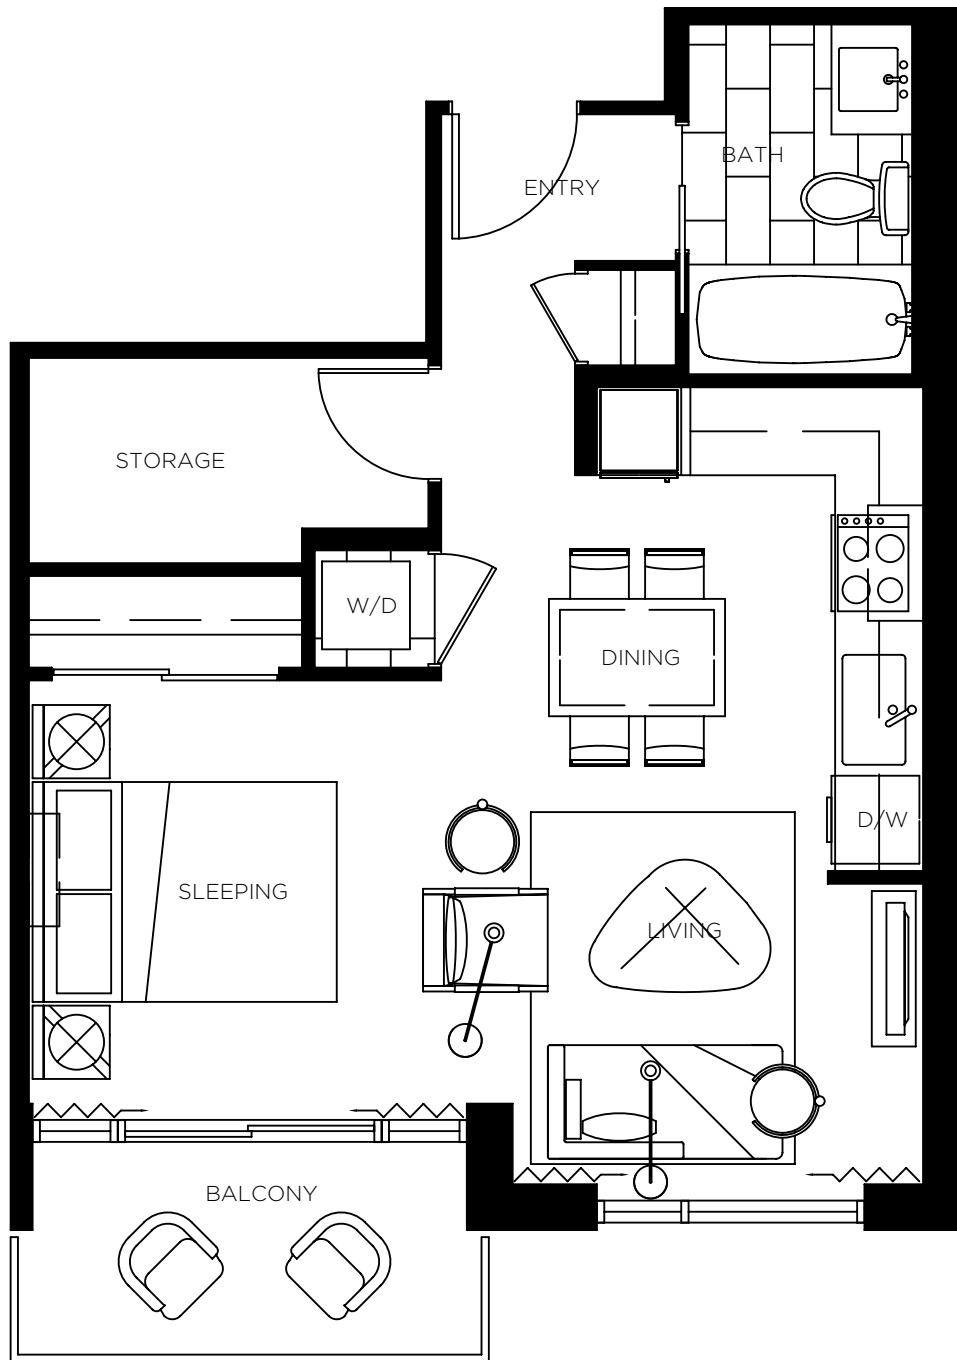 BATH
ENTRY
STORAGE
W/D
DINING
D/W
SLEEPING
LIVING
BALCONY